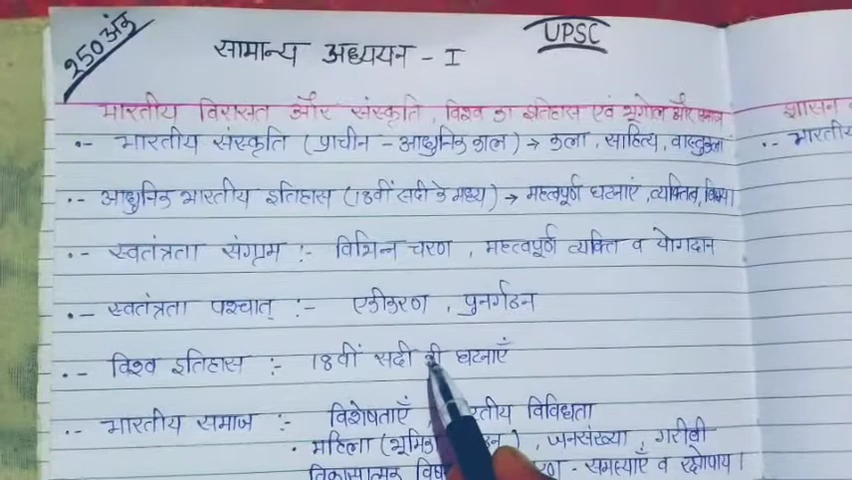 250 अंक
सामान्य अध्ययन - I
UPSC
भारतीय विरासत और संस्कृति, विश्व का इतिहास एवं भूगोल और समाज
·- भारतीय संस्कृति (प्राचीन - आधुनिक काल) → कला, साहित्य, वास्तुकला
·- आधुनिक भारतीय इतिहास (18वीं सदी के मध्य) → महत्वपूर्ण घटनाएं, व्यक्तित्व, विषय
·- स्वतंत्रता संग्राम :- विभिन्न चरण, महत्वपूर्ण व्यक्ति व योगदान
·- स्वतंत्रता पश्चात् :- एकीकरण, पुनर्गठन
·- विश्व इतिहास :- 18वीं सदी की घटनाएँ
·- भारतीय समाज :- विशेषताएँ, विविधता
· महिला (, जनसंख्या, गरीबी
विकासात्मक - समस्याएँ व रक्षोपाय।
शासन
·- भारतीय